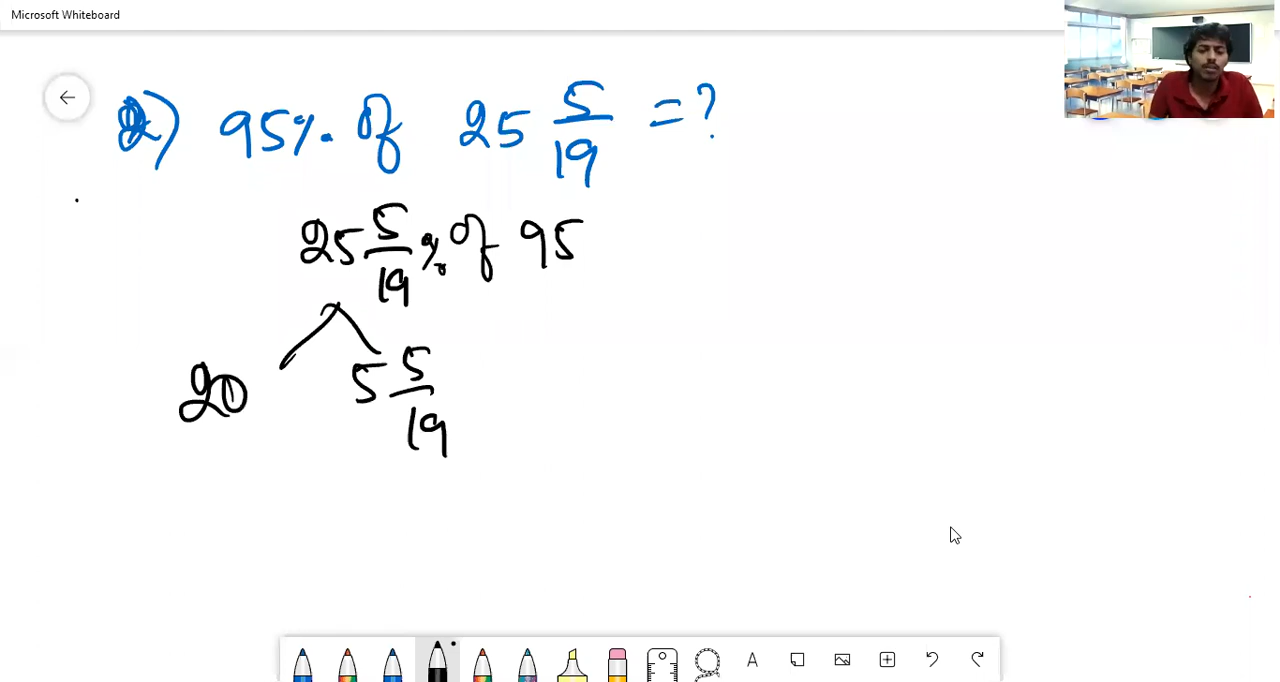 Microsoft Whiteboard
2) 95% of 25 5/19 = ?
25 5/19 % of 95
20 5 5/19
A